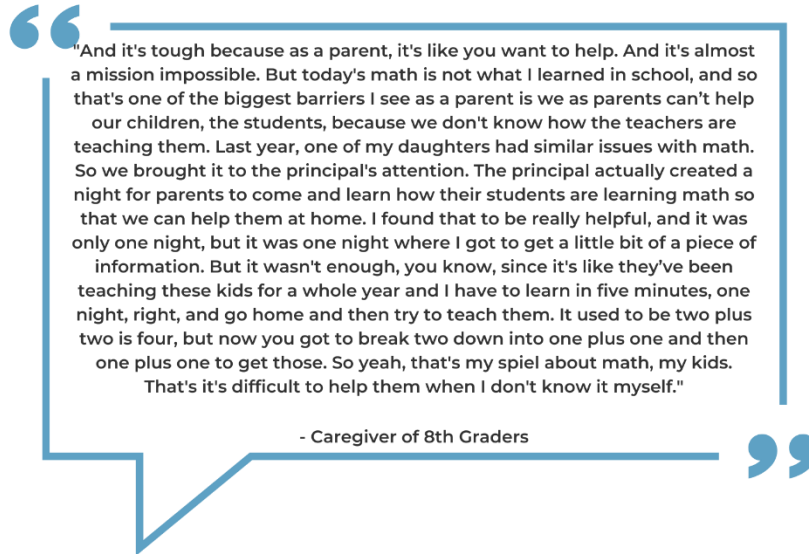 "And it's tough because as a parent, it's like you want to help. And it's almost
a mission impossible. But today's math is not what I learned in school, and so
that's one of the biggest barriers I see as a parent is we as parents can’t help
our children, the students, because we don't know how the teachers are
teaching them. Last year, one of my daughters had similar issues with math.
So we brought it to the principal's attention. The principal actually created a
night for parents to come and learn how their students are learning math so
that we can help them at home. I found that to be really helpful, and it was
only one night, but it was one night where I got to get a little bit of a piece of
information. But it wasn't enough, you know, since it's like they’ve been
teaching these kids for a whole year and I have to learn in five minutes, one
night, right, and go home and then try to teach them. It used to be two plus
two is four, but now you got to break two down into one plus one and then
one plus one to get those. So yeah, that's my spiel about math, my kids.
That's it's difficult to help them when I don't know it myself."
- Caregiver of 8th Graders